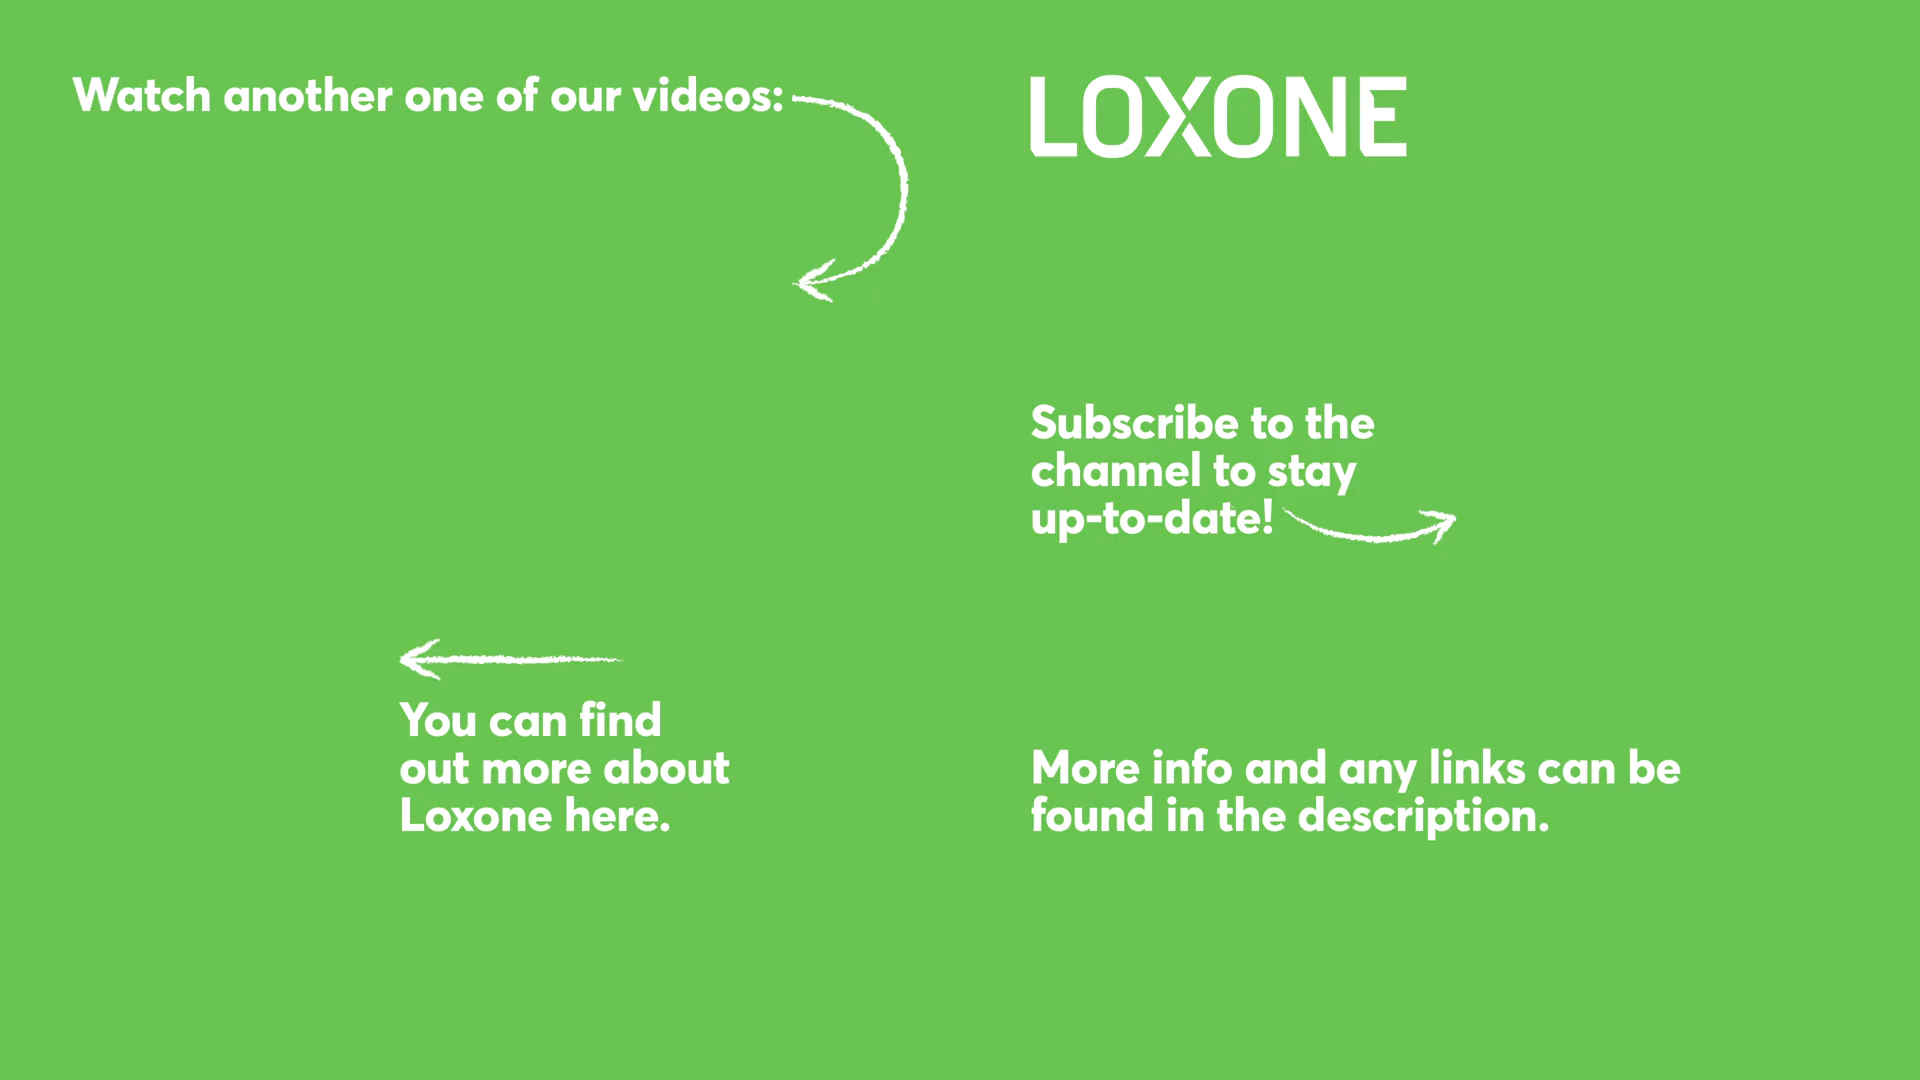 Watch another one of our videos:
LOXONE
Subscribe to the
channel to stay
up-to-date!
You can find
out more about
Loxone here.
More info and any links can be
found in the description.